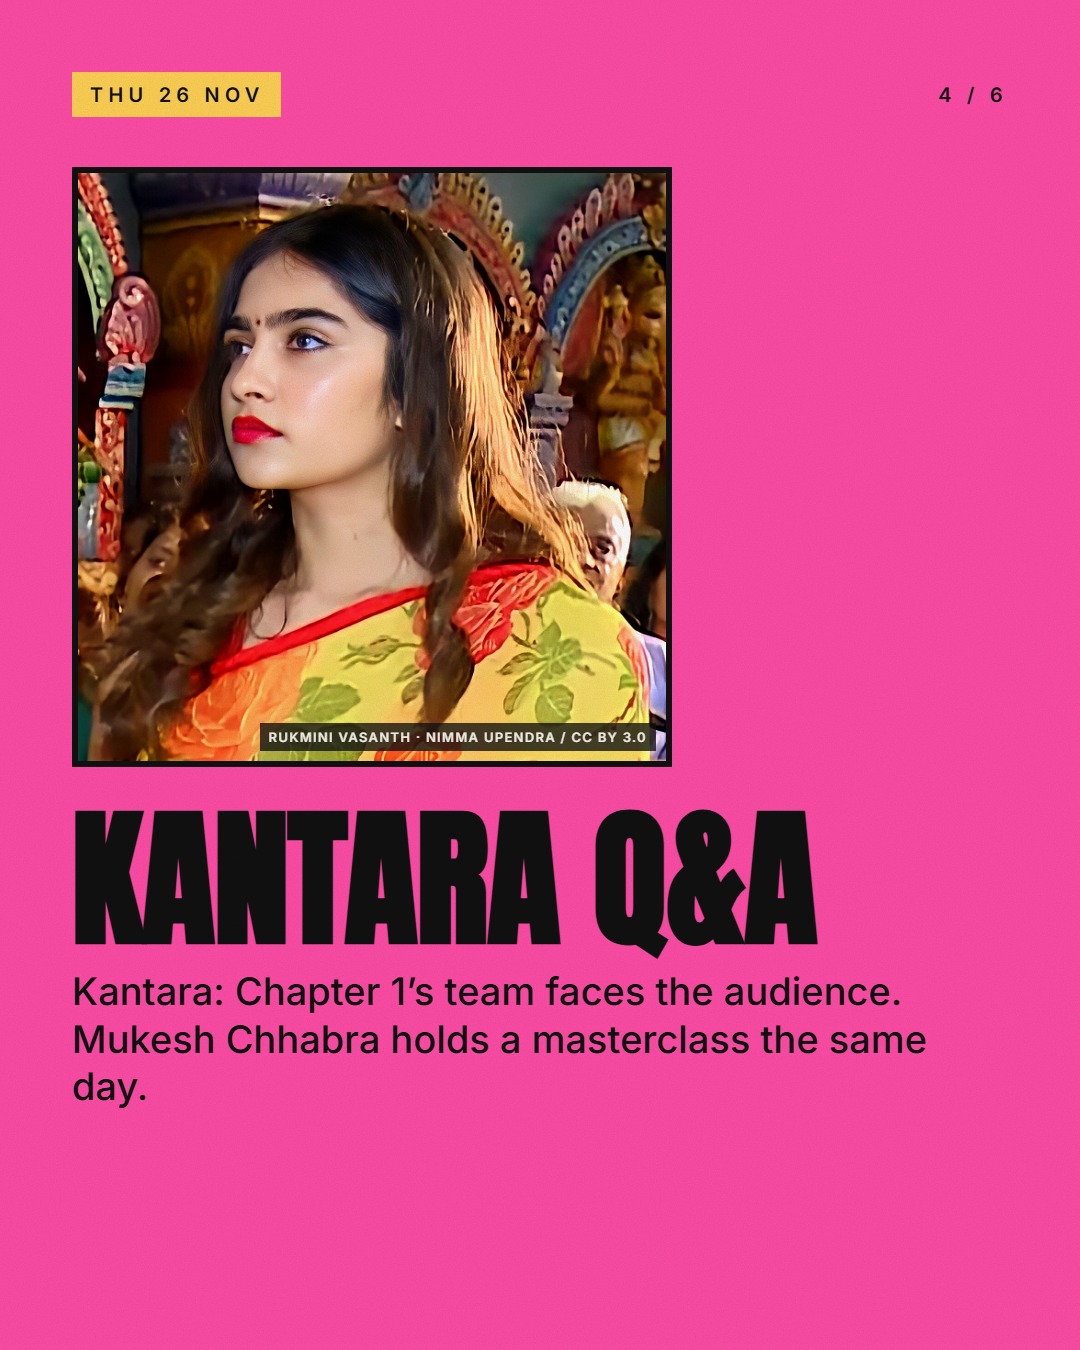 THU 26 NOV
4 / 6
RUKMINI VASANTH · NIMMA UPENDRA / CC BY 3.0
KANTARA Q&A
Kantara: Chapter 1’s team faces the audience.
Mukesh Chhabra holds a masterclass the same
day.